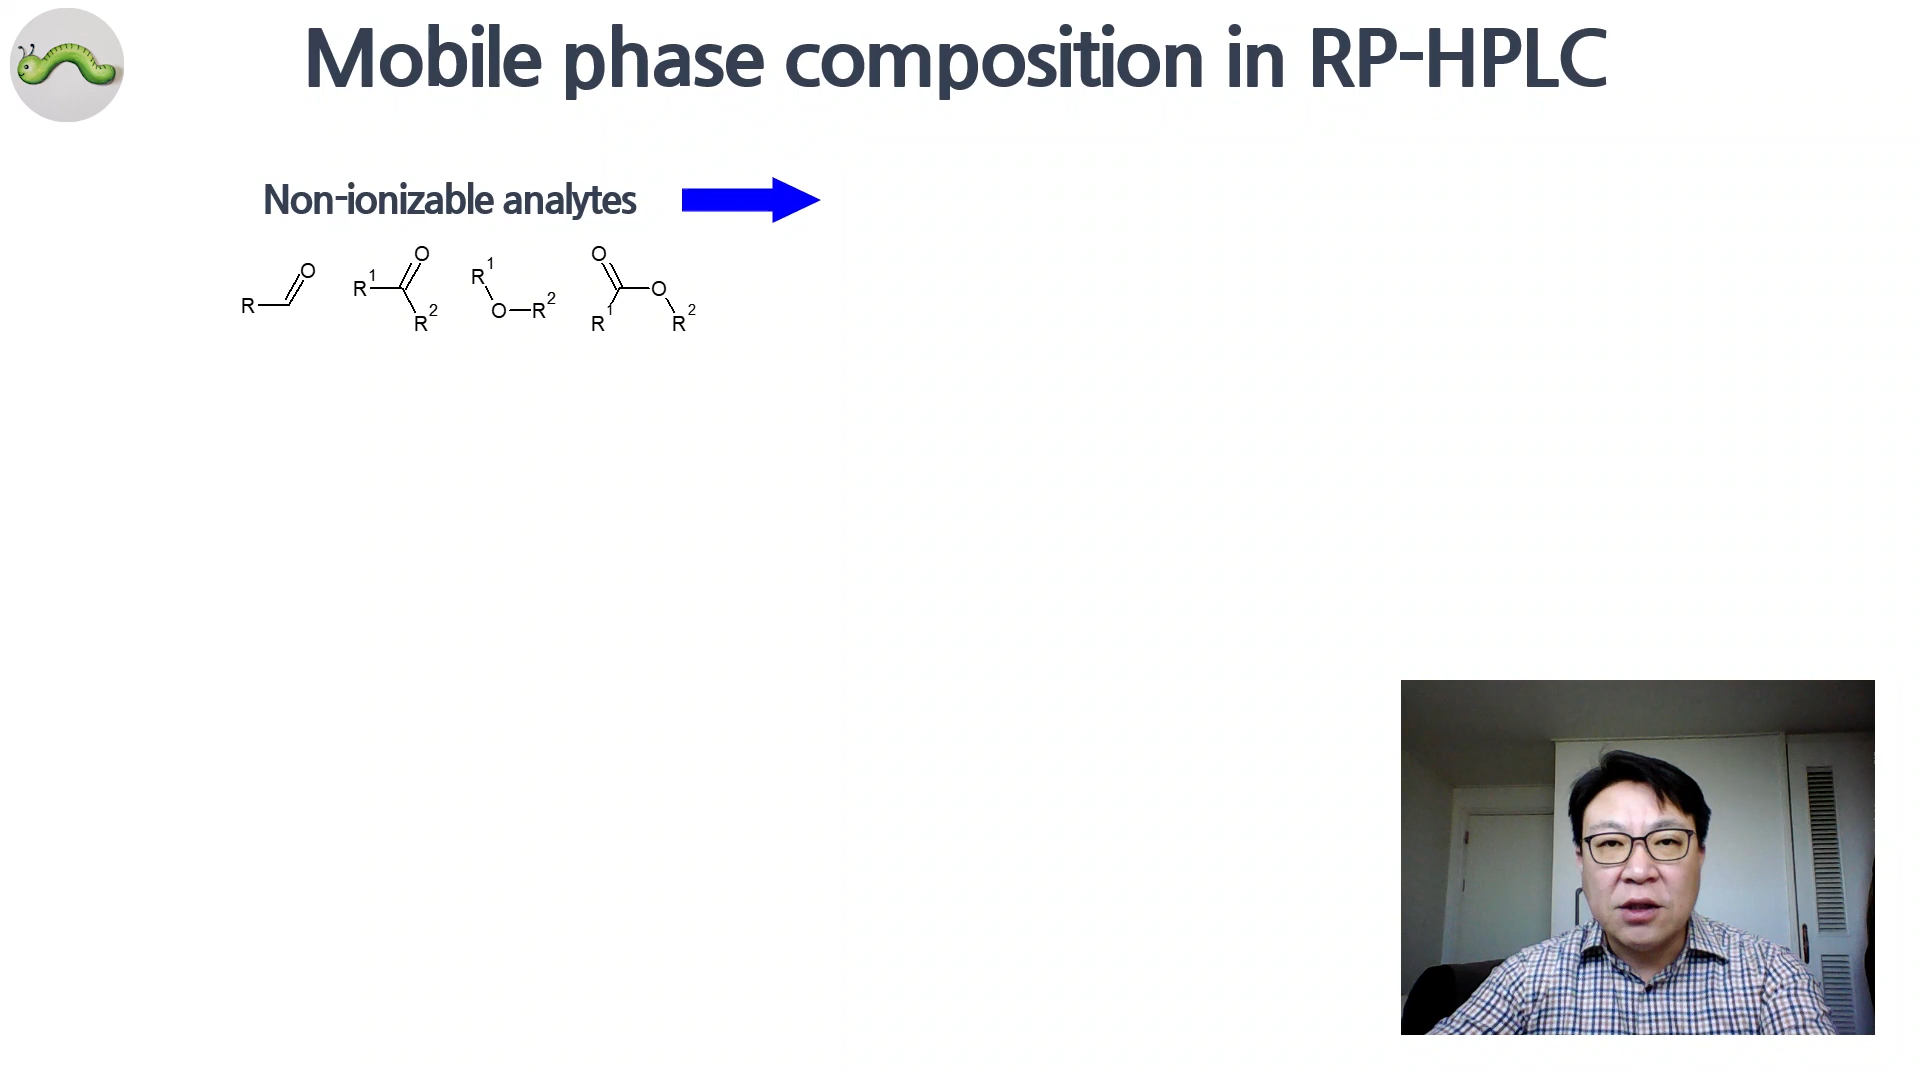 Mobile phase composition in RP-HPLC
Non-ionizable analytes
R O
R1 O R2
R1 O R2
O R1 O R2